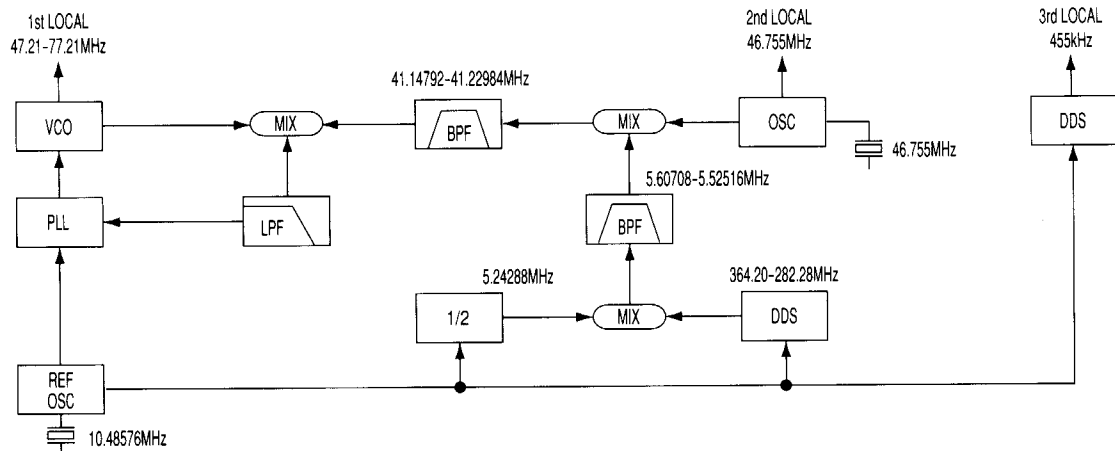 1st LOCAL
47.21-77.21MHz
2nd LOCAL
46.755MHz
3rd LOCAL
455kHz
41.14792-41.22984MHz
VCO
MIX
BPF
MIX
OSC
DDS
46.755MHz
5.60708-5.52516MHz
PLL
LPF
BPF
5.24288MHz
364.20-282.28MHz
1/2
MIX
DDS
REF
OSC
10.48576MHz